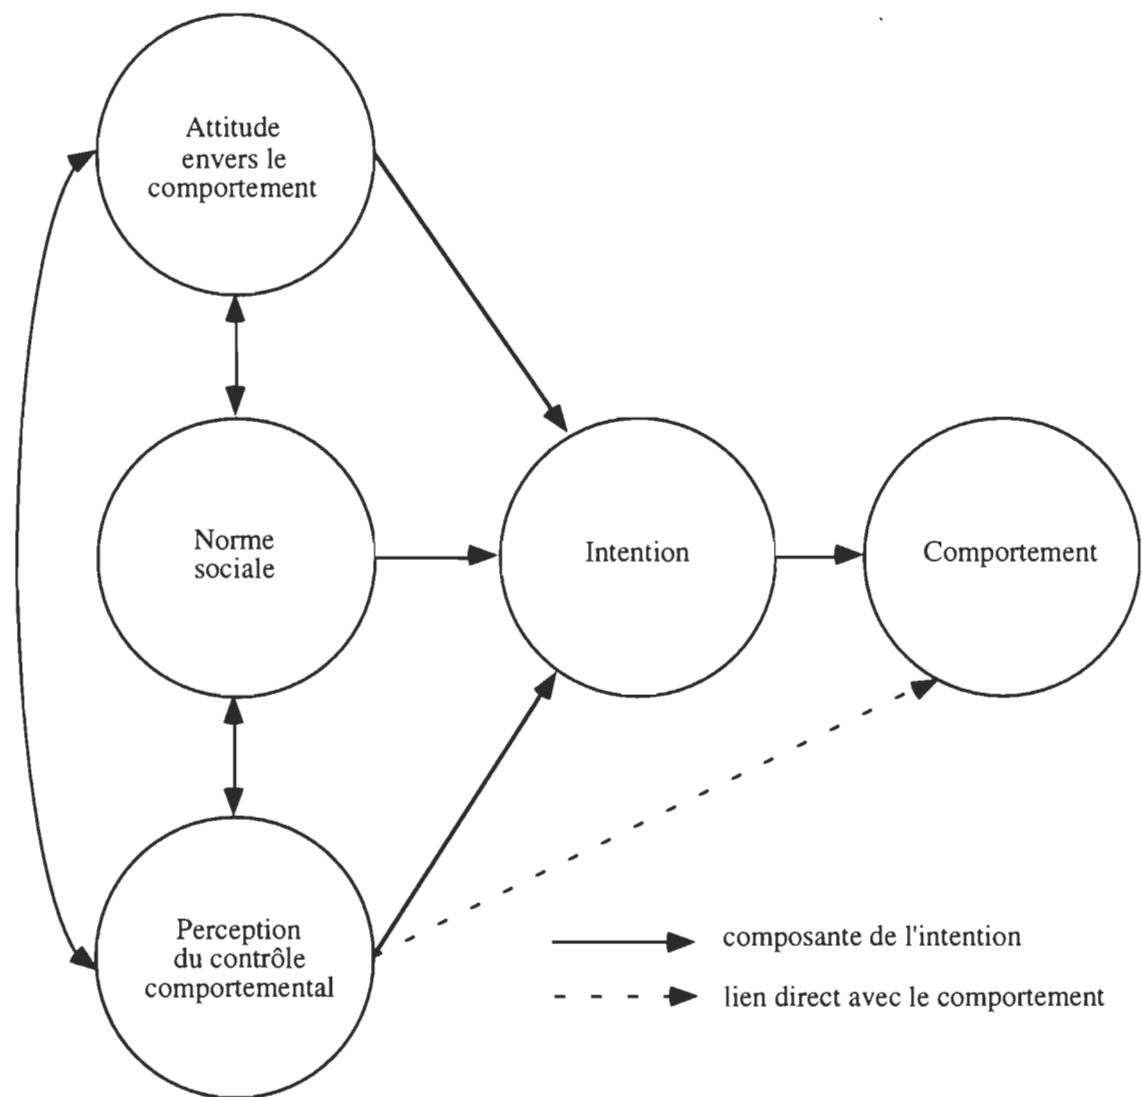 Attitude
envers le
comportement
Norme
sociale
Intention
Comportement
Perception
du contrôle
comportemental
composante de l'intention
lien direct avec le comportement